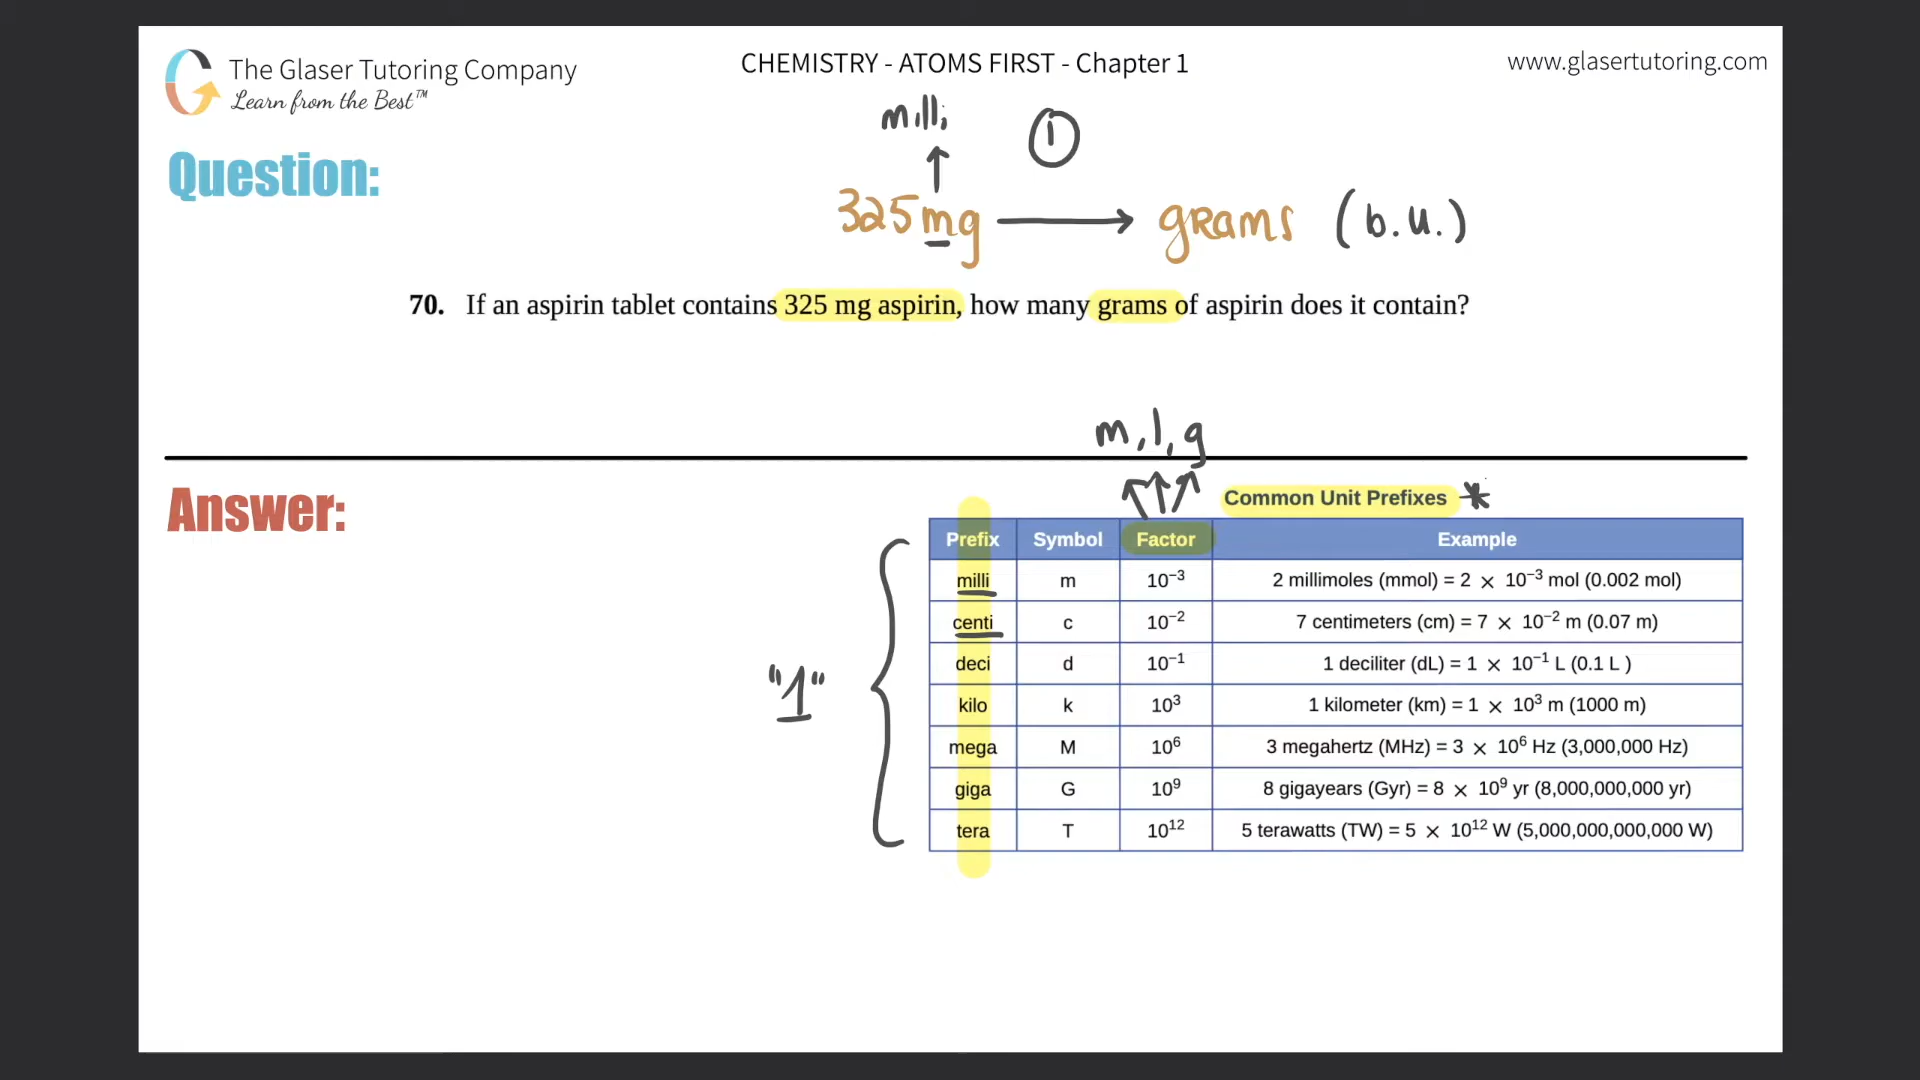 The Glaser Tutoring Company
Learn from the Best™
CHEMISTRY - ATOMS FIRST - Chapter 1
www.glasertutoring.com
milli
1
Question:
325mg → grams (b.u.)
70. If an aspirin tablet contains 325 mg aspirin, how many grams of aspirin does it contain?
m, l, g
Answer:
Common Unit Prefixes *
Prefix Symbol Factor Example
milli m 10⁻³ 2 millimoles (mmol) = 2 × 10⁻³ mol (0.002 mol)
centi c 10⁻² 7 centimeters (cm) = 7 × 10⁻² m (0.07 m)
deci d 10⁻¹ 1 deciliter (dL) = 1 × 10⁻¹ L (0.1 L )
"1"
kilo k 10³ 1 kilometer (km) = 1 × 10³ m (1000 m)
mega M 10⁶ 3 megahertz (MHz) = 3 × 10⁶ Hz (3,000,000 Hz)
giga G 10⁹ 8 gigayears (Gyr) = 8 × 10⁹ yr (8,000,000,000 yr)
tera T 10¹² 5 terawatts (TW) = 5 × 10¹² W (5,000,000,000,000 W)